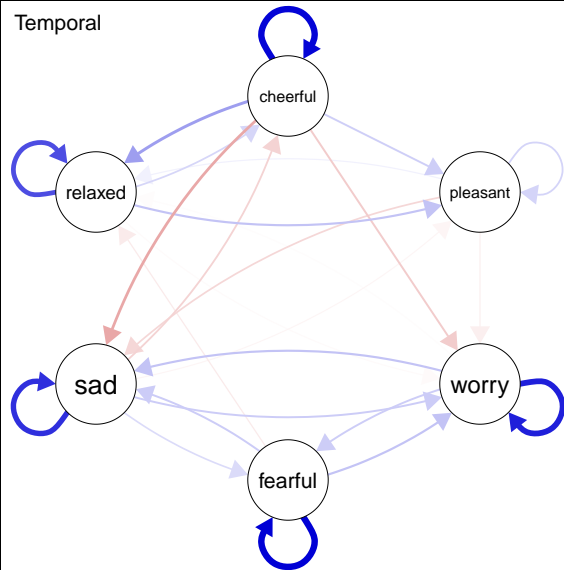 Temporal
cheerful
relaxed
pleasant
sad
worry
fearful